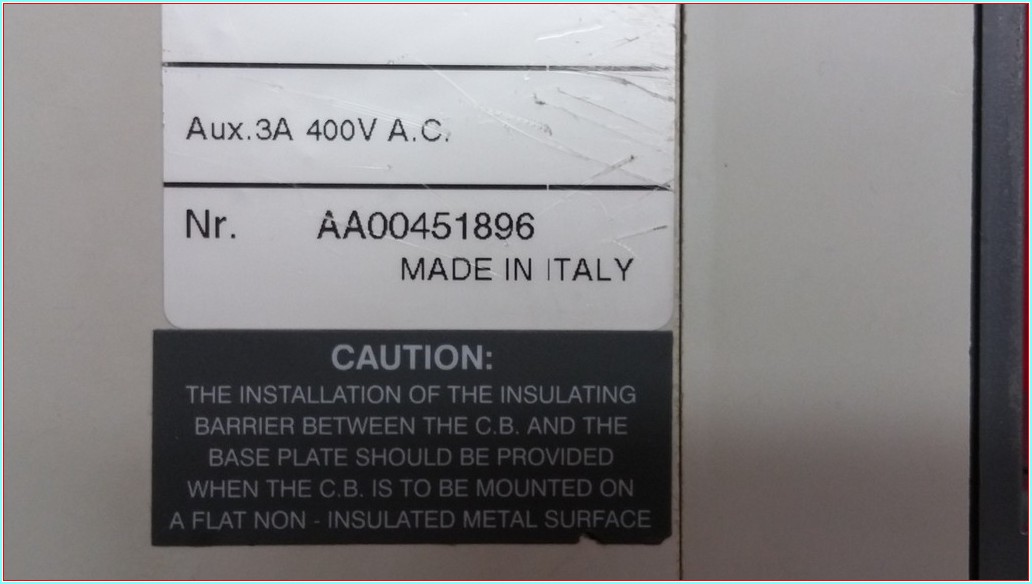 Aux.3A 400V A.C.
Nr. AA00451896
MADE IN ITALY
CAUTION:
THE INSTALLATION OF THE INSULATING
BARRIER BETWEEN THE C.B. AND THE
BASE PLATE SHOULD BE PROVIDED
WHEN THE C.B. IS TO BE MOUNTED ON
A FLAT NON - INSULATED METAL SURFACE